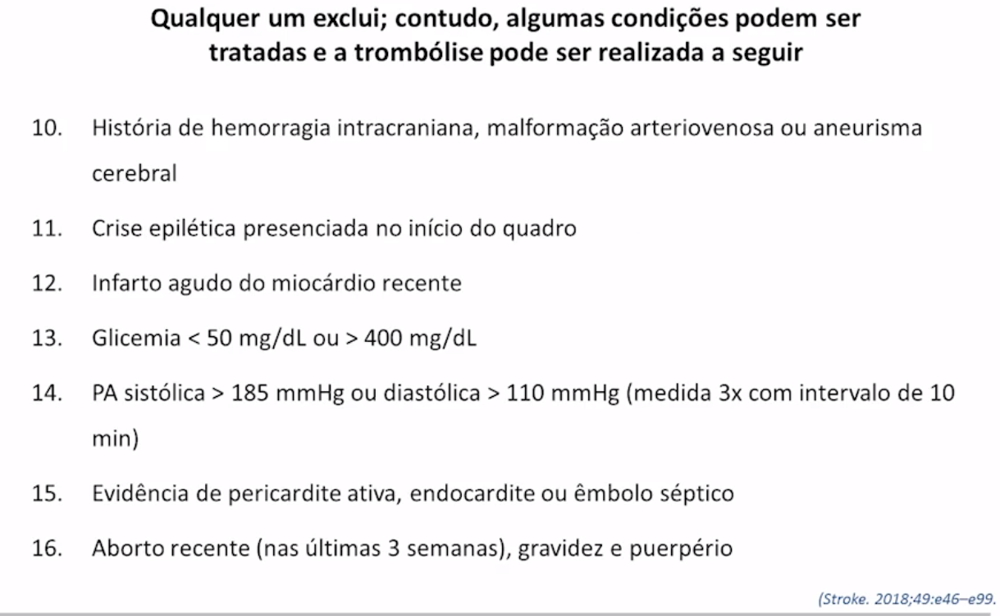 Qualquer um exclui; contudo, algumas condições podem ser
tratadas e a trombólise pode ser realizada a seguir
10. História de hemorragia intracraniana, malformação arteriovenosa ou aneurisma
cerebral
11. Crise epilética presenciada no início do quadro
12. Infarto agudo do miocárdio recente
13. Glicemia < 50 mg/dL ou > 400 mg/dL
14. PA sistólica > 185 mmHg ou diastólica > 110 mmHg (medida 3x com intervalo de 10
min)
15. Evidência de pericardite ativa, endocardite ou êmbolo séptico
16. Aborto recente (nas últimas 3 semanas), gravidez e puerpério
(Stroke. 2018;49:e46–e99.